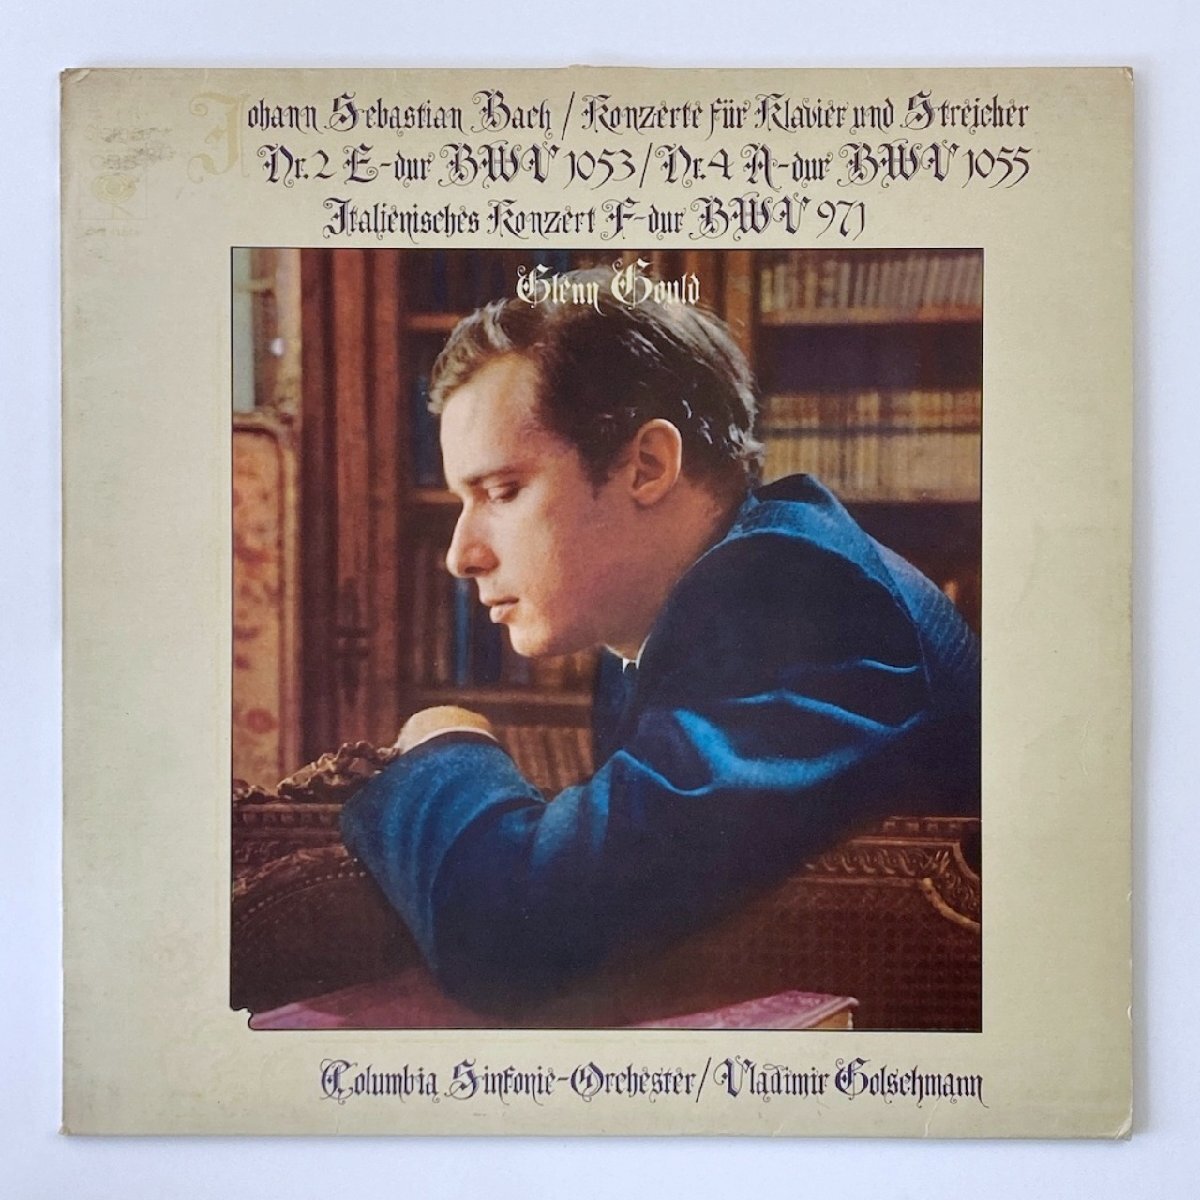 Johann Sebastian Bach / Konzerte für Klavier und Streicher
Nr. 2 E-dur BWV 1053 / Nr. 4 A-dur BWV 1055
Italienisches Konzert F-dur BWV 971
Glenn Gould
Columbia Sinfonie-Orchester / Vladimir Golschmann